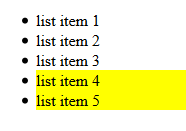 • list item 1
• list item 2
• list item 3
• list item 4
• list item 5